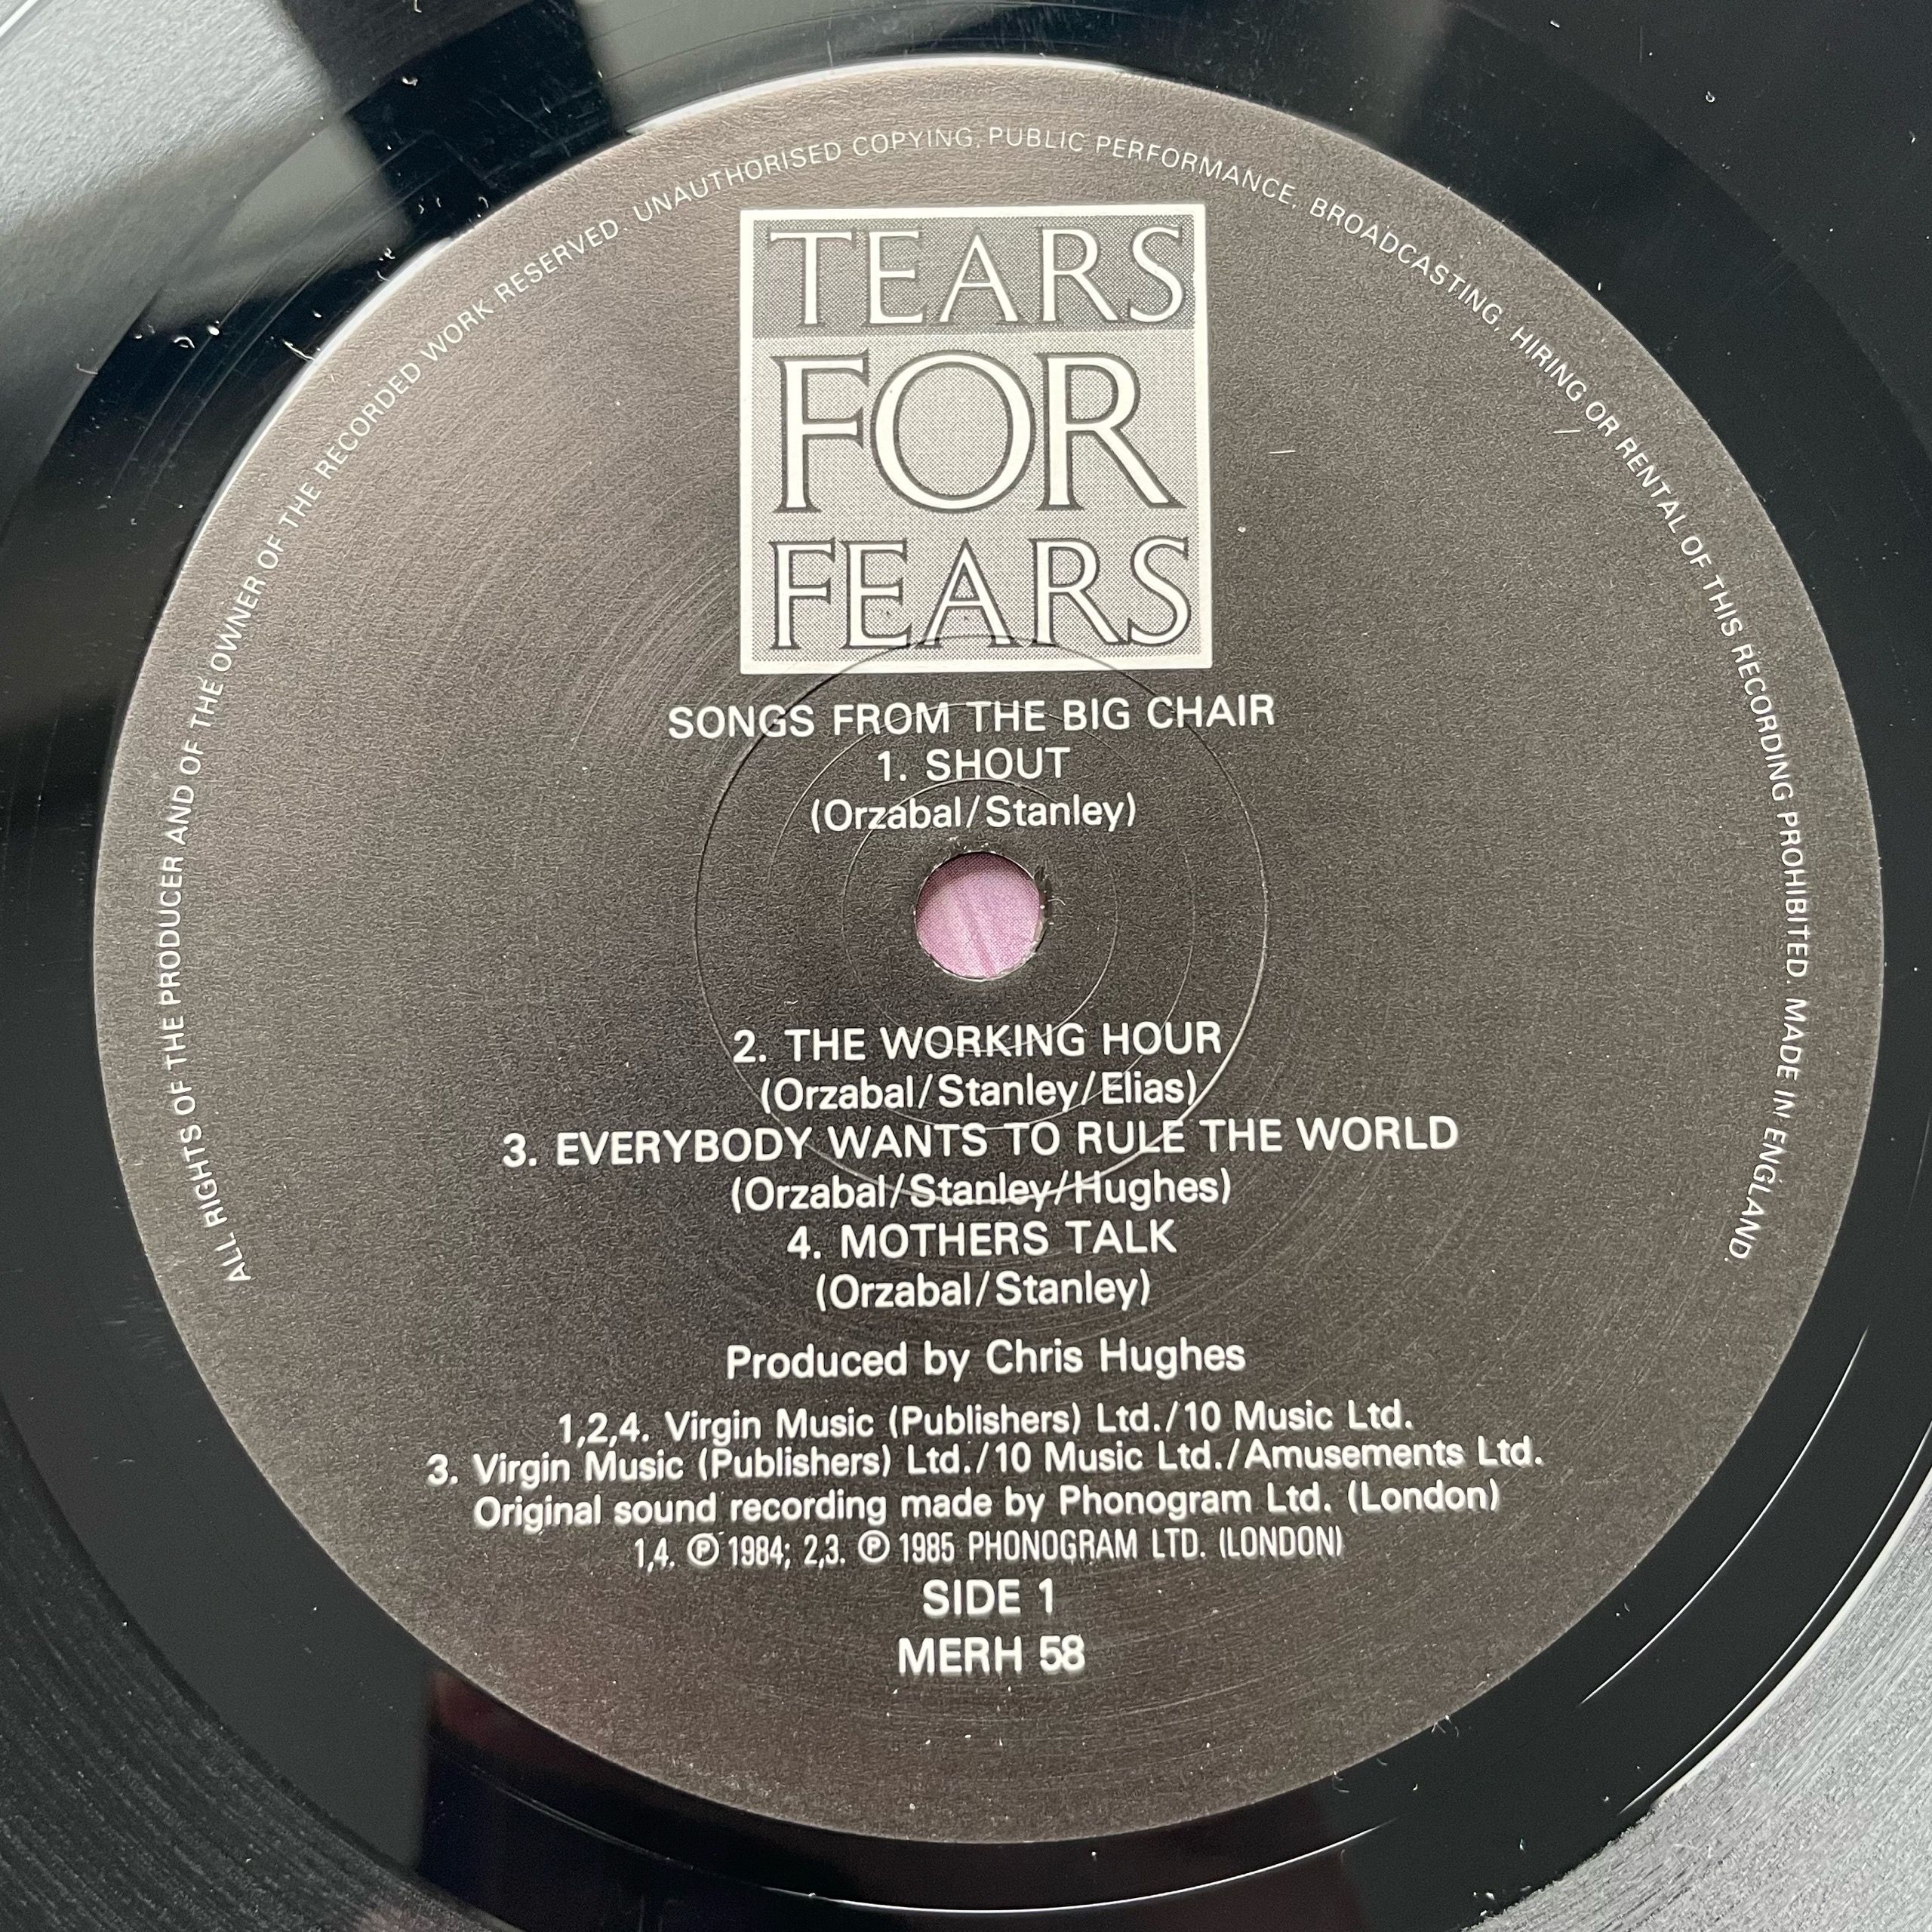 ALL RIGHTS OF THE PRODUCER AND OF THE OWNER OF THE RECORDED WORK RESERVED. UNAUTHORISED COPYING, PUBLIC PERFORMANCE, BROADCASTING, HIRING OR RENTAL OF THIS RECORDING PROHIBITED. MADE IN ENGLAND.
TEARS
FOR
FEARS
SONGS FROM THE BIG CHAIR
1. SHOUT
(Orzabal/Stanley)
2. THE WORKING HOUR
(Orzabal/Stanley/Elias)
3. EVERYBODY WANTS TO RULE THE WORLD
(Orzabal/Stanley/Hughes)
4. MOTHERS TALK
(Orzabal/Stanley)
Produced by Chris Hughes
1,2,4. Virgin Music (Publishers) Ltd./10 Music Ltd.
3. Virgin Music (Publishers) Ltd./10 Music Ltd./Amusements Ltd.
Original sound recording made by Phonogram Ltd. (London)
1,4. ℗ 1984; 2,3. ℗ 1985 PHONOGRAM LTD. (LONDON)
SIDE 1
MERH 58